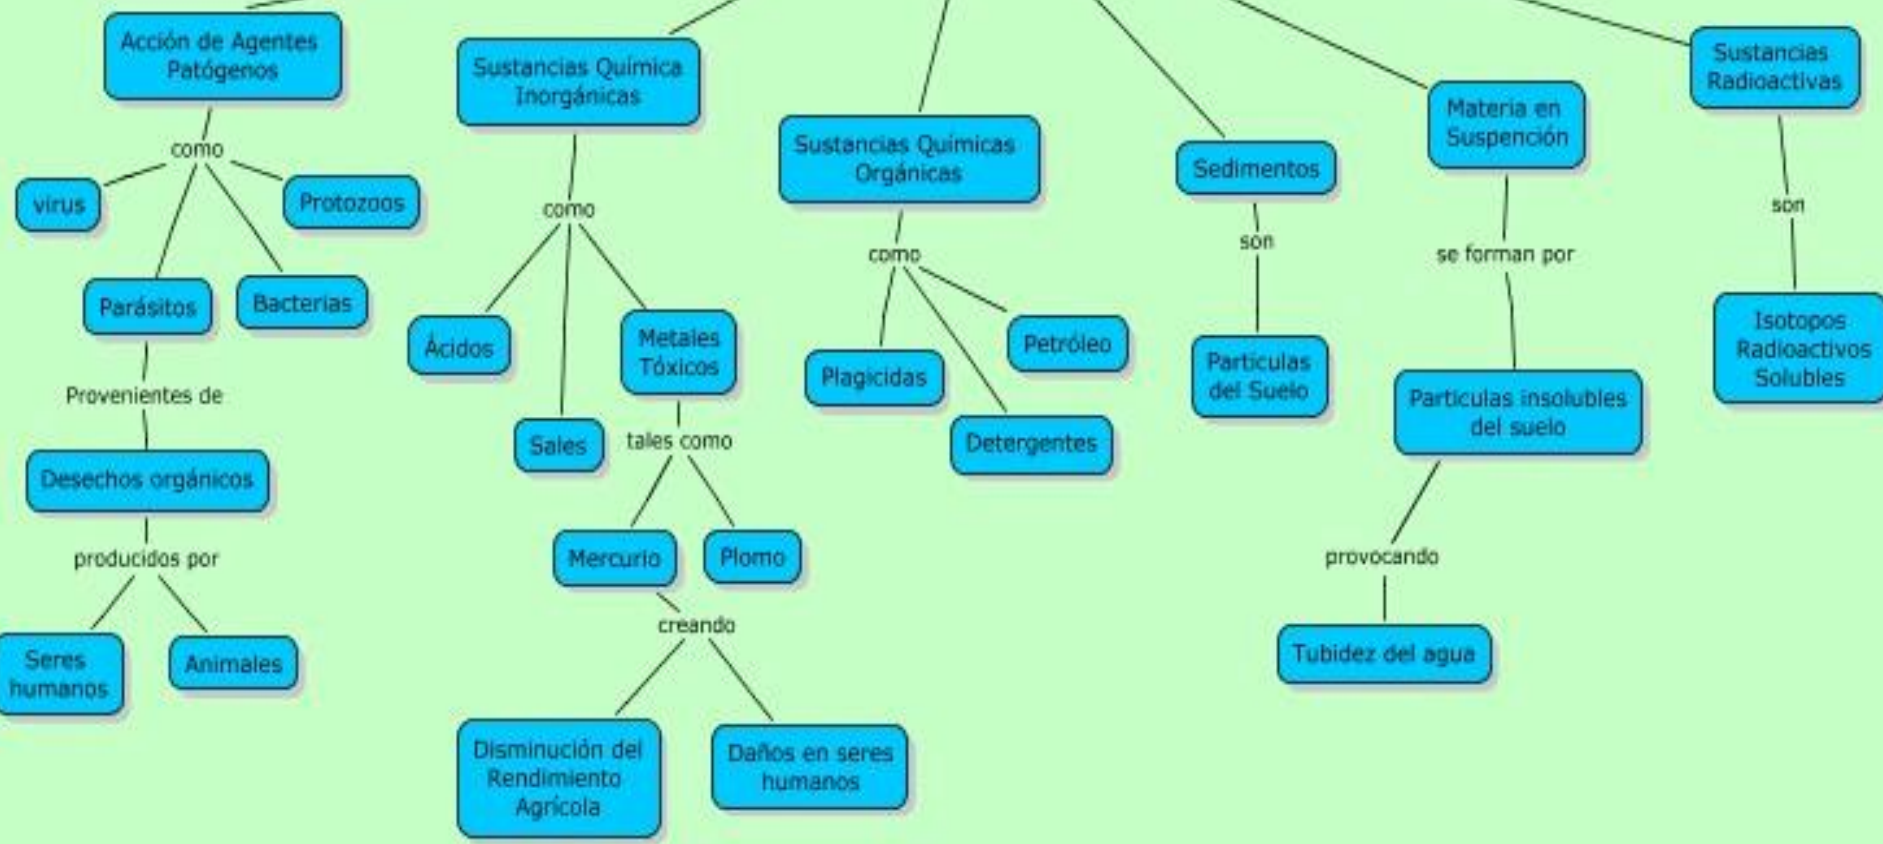 Acción de Agentes
Patógenos
como
virus
Protozoos
Parásitos
Bacterias
Provenientes de
Desechos orgánicos
producidos por
Seres
humanos
Animales
Sustancias Química
Inorgánicas
como
Ácidos
Sales
Metales
Tóxicos
tales como
Mercurio
Plomo
creando
Disminución del
Rendimiento
Agrícola
Daños en seres
humanos
Sustancias Químicas
Orgánicas
como
Plagicidas
Petróleo
Detergentes
Sedimentos
son
Particulas
del Suelo
Materia en
Suspención
se forman por
Particulas insolubles
del suelo
provocando
Tubidez del agua
Sustancias
Radioactivas
son
Isotopos
Radioactivos
Solubles